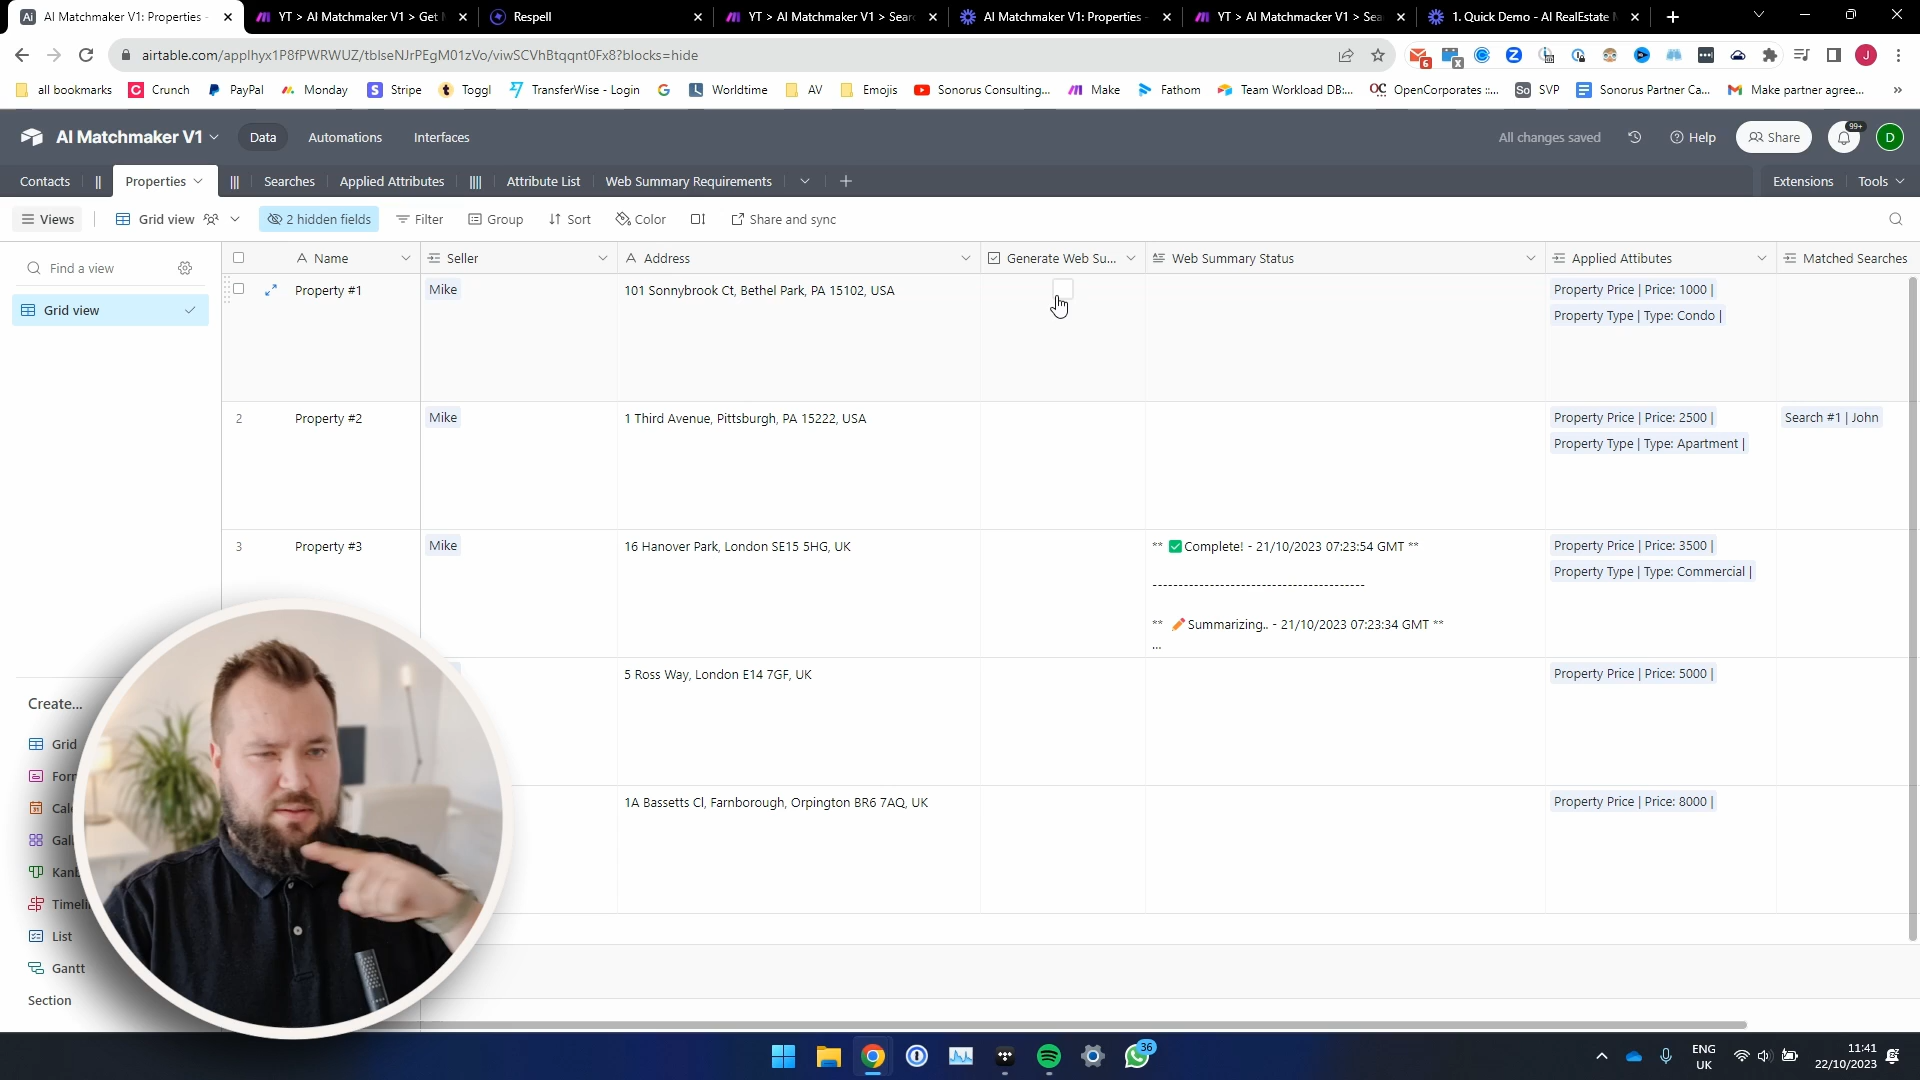 AI Matchmaker V1: Properties -
YT > AI Matchmaker V1 > Get
Respell
YT > AI Matchmaker V1 > Sear
AI Matchmaker V1: Properties -
YT > AI Matchmacker V1 > Sea
1. Quick Demo - AI RealEstate
airtable.com/applhyx1P8fPWRWUZ/tblseNJrPEgM01zVo/viwSCVhBtqqnt0Fx8?blocks=hide
all bookmarks
Crunch
PayPal
Monday
Stripe
Toggl
TransferWise - Login
Worldtime
AV
Emojis
Sonorus Consulting...
Make
Fathom
Team Workload DB:...
OpenCorporates ::...
SVP
Sonorus Partner Ca...
Make partner agree...
AI Matchmaker V1
Data
Automations
Interfaces
All changes saved
Help
Share
99+
D
Contacts
||
Properties
|||
Searches
Applied Attributes
||||
Attribute List
Web Summary Requirements
Extensions
Tools
Views
Grid view
2 hidden fields
Filter
Group
Sort
Color
Share and sync
Find a view
Grid view
Name
Seller
Address
Generate Web Su...
Web Summary Status
Applied Attibutes
Matched Searches
Property #1
Mike
101 Sonnybrook Ct, Bethel Park, PA 15102, USA
Property Price | Price: 1000 |
Property Type | Type: Condo |
2
Property #2
Mike
1 Third Avenue, Pittsburgh, PA 15222, USA
Property Price | Price: 2500 |
Property Type | Type: Apartment |
Search #1 | John
3
Property #3
Mike
16 Hanover Park, London SE15 5HG, UK
** ✅Complete! - 21/10/2023 07:23:54 GMT **
-----------------------------------------
** ✏️Summarizing.. - 21/10/2023 07:23:34 GMT **
...
Property Price | Price: 3500 |
Property Type | Type: Commercial |
5 Ross Way, London E14 7GF, UK
Property Price | Price: 5000 |
1A Bassetts Cl, Farnborough, Orpington BR6 7AQ, UK
Property Price | Price: 8000 |
Create...
Grid
Form
Cal
Gall
Kanb
Timelin
List
Gantt
Section
36
ENG
UK
11:41
22/10/2023